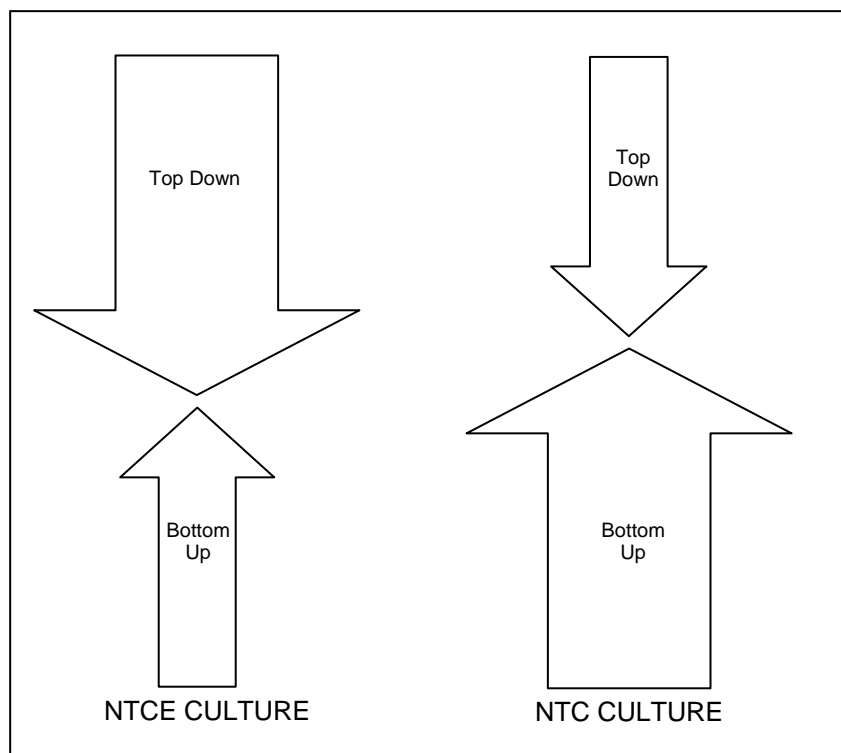 Top Down
Bottom
Up
NTCE CULTURE
Top
Down
Bottom
Up
NTC CULTURE